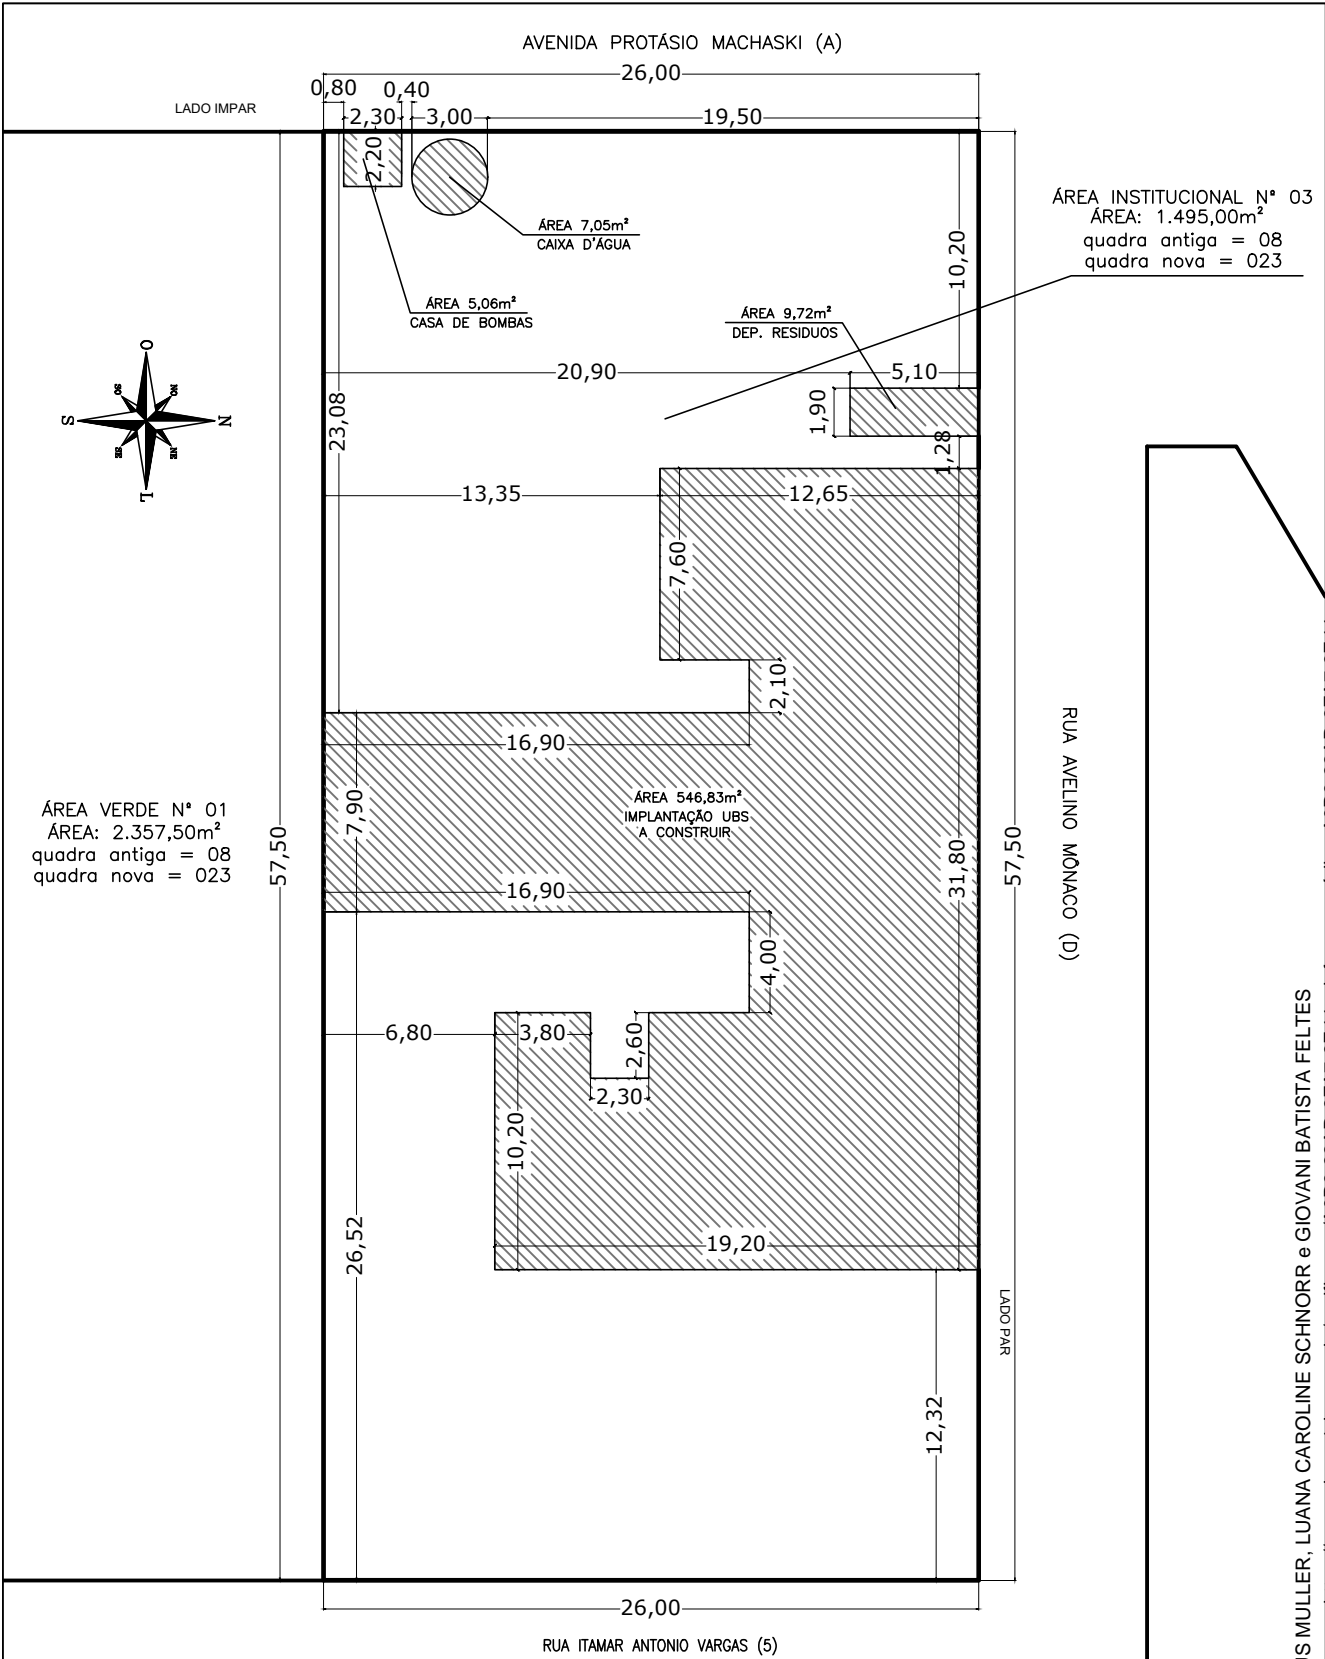 AVENIDA PROTÁSIO MACHASKI (A)
26,00
0,80
0,40
LADO IMPAR
2,30
3,00
19,50
2,20
ÁREA INSTITUCIONAL Nº 03
ÁREA: 1.495,00m²
quadra antiga = 08
quadra nova = 023
ÁREA 7,05m²
CAIXA D'ÁGUA
10,20
ÁREA 5,06m²
CASA DE BOMBAS
ÁREA 9,72m²
DEP. RESIDUOS
O
SO
NO
S
N
SE
NE
L
20,90
5,10
23,08
1,90
1,28
13,35
12,65
7,60
2,10
16,90
RUA AVELINO MÔNACO (D)
ÁREA VERDE Nº 01
ÁREA: 2.357,50m²
quadra antiga = 08
quadra nova = 023
57,50
7,90
ÁREA 546,83m²
IMPLANTAÇÃO UBS
A CONSTRUIR
31,80
57,50
16,90
4,00
6,80
3,80
2,60
2,30
10,20
26,52
19,20
LADO PAR
12,32
26,00
RUA ITAMAR ANTONIO VARGAS (5)
MULLER, LUANA CAROLINE SCHNORR e GIOVANI BATISTA FELTES